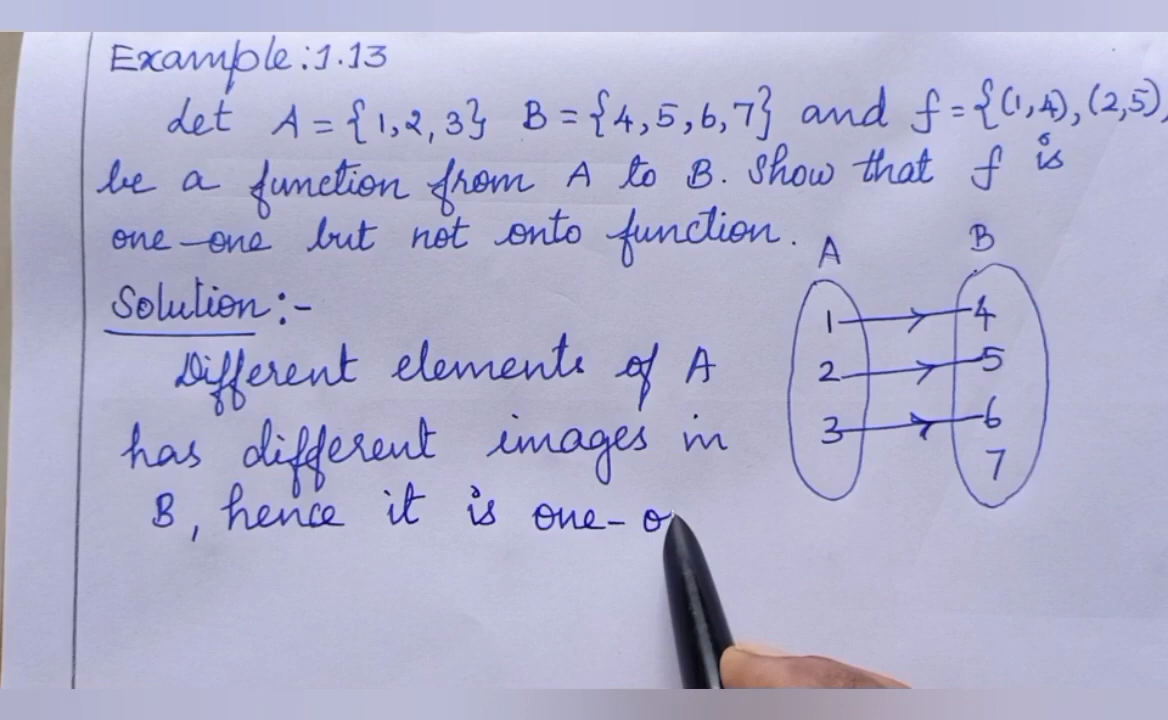 Example:1.13
Let A = {1,2,3} B = {4,5,6,7} and f = {(1,4),(2,5),
be a function from A to B. Show that f is
one-one but not onto function.
A B
Solution:-
1 4
Different elements of A
2 5
has different images in
3 6
7
B, hence it is one-o